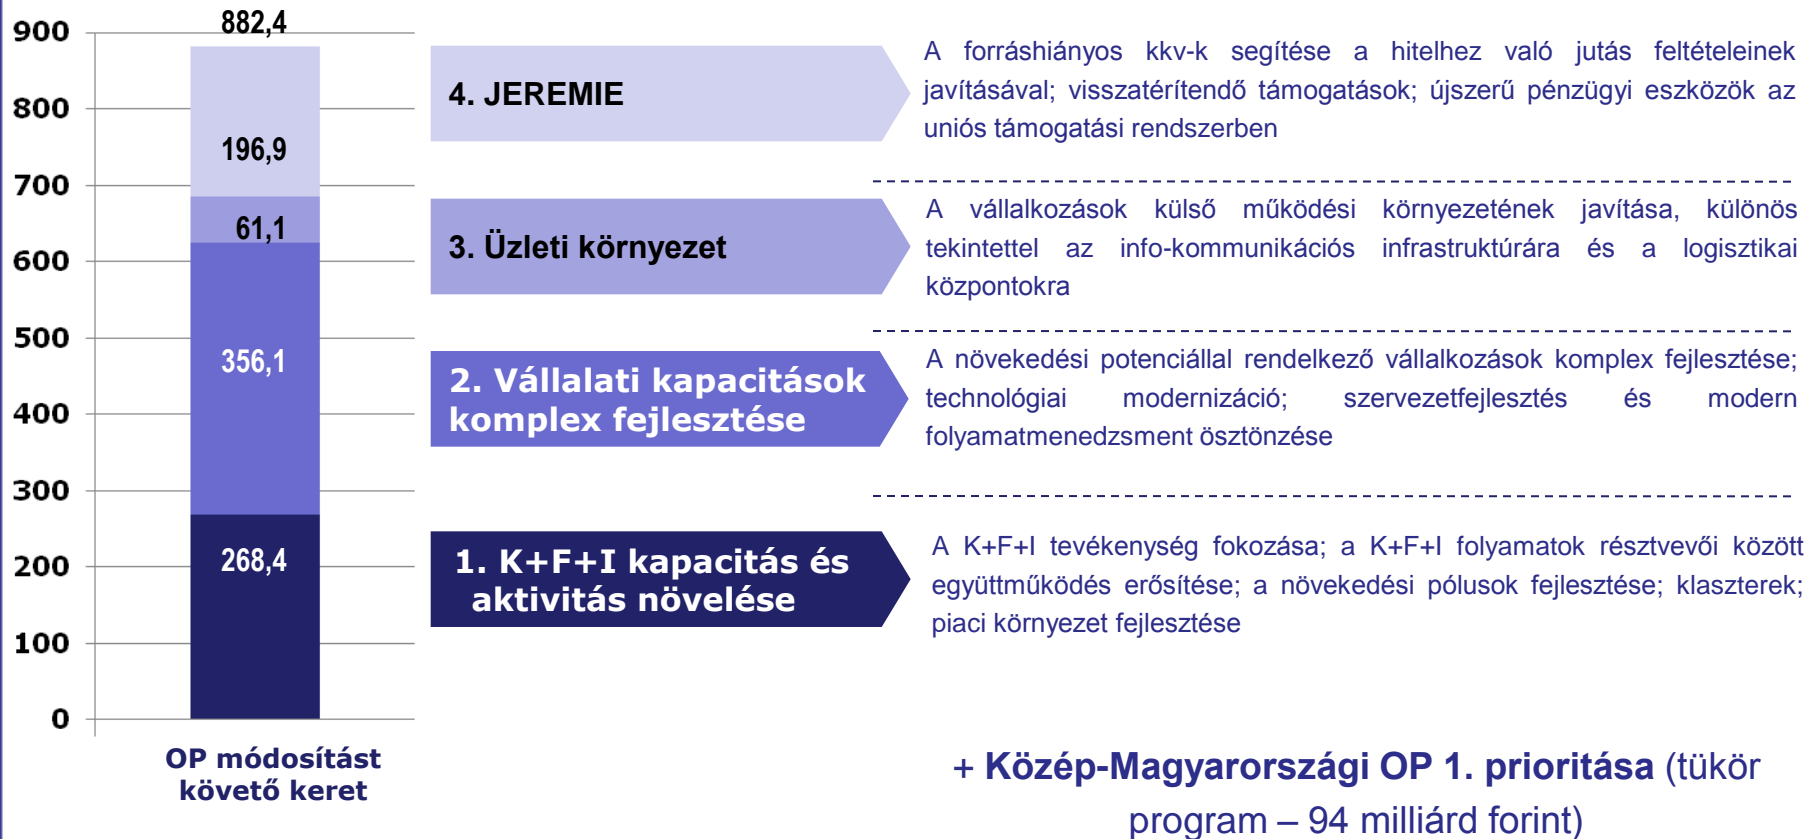 900
800
700
600
500
400
300
200
100
0
882,4
196,9
61,1
356,1
268,4
OP módosítást
követő keret
4. JEREMIE
A forráshiányos kkv-k segítése a hitelhez való jutás feltételeinek
javításával; visszatérítendő támogatások; újszerű pénzügyi eszközök az
uniós támogatási rendszerben
3. Üzleti környezet
A vállalkozások külső működési környezetének javítása, különös
tekintettel az info-kommunikációs infrastruktúrára és a logisztikai
központokra
2. Vállalati kapacitások
komplex fejlesztése
A növekedési potenciállal rendelkező vállalkozások komplex fejlesztése;
technológiai modernizáció; szervezetfejlesztés és modern
folyamatmenedzsment ösztönzése
1. K+F+I kapacitás és
aktivitás növelése
A K+F+I tevékenység fokozása; a K+F+I folyamatok résztvevői között
együttműködés erősítése; a növekedési pólusok fejlesztése; klaszterek;
piaci környezet fejlesztése
+ Közép-Magyarországi OP 1. prioritása (tükör
program – 94 milliárd forint)